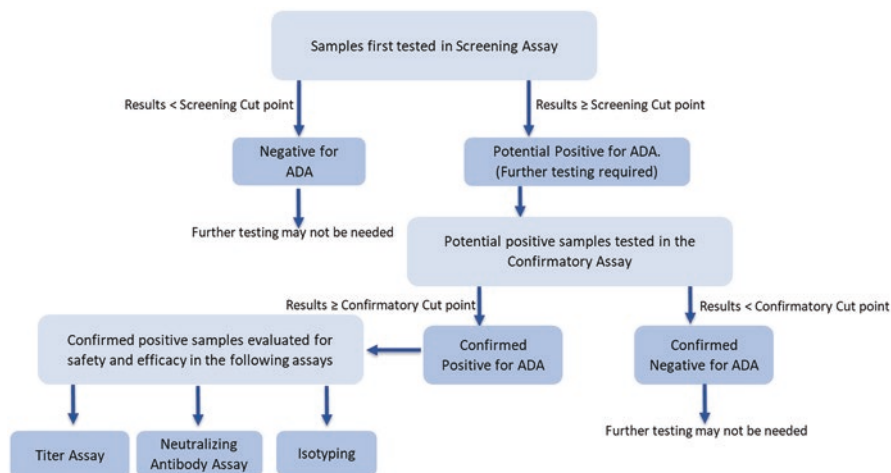 Samples first tested in Screening Assay
Results < Screening Cut point
Results ≥ Screening Cut point
Negative for
ADA
Potential Positive for ADA.
(Further testing required)
Further testing may not be needed
Potential positive samples tested in the
Confirmatory Assay
Results ≥ Confirmatory Cut point
Results < Confirmatory Cut point
Confirmed positive samples evaluated for
safety and efficacy in the following assays
Confirmed
Positive for ADA
Confirmed
Negative for ADA
Further testing may not be needed
Titer Assay
Neutralizing
Antibody Assay
Isotyping